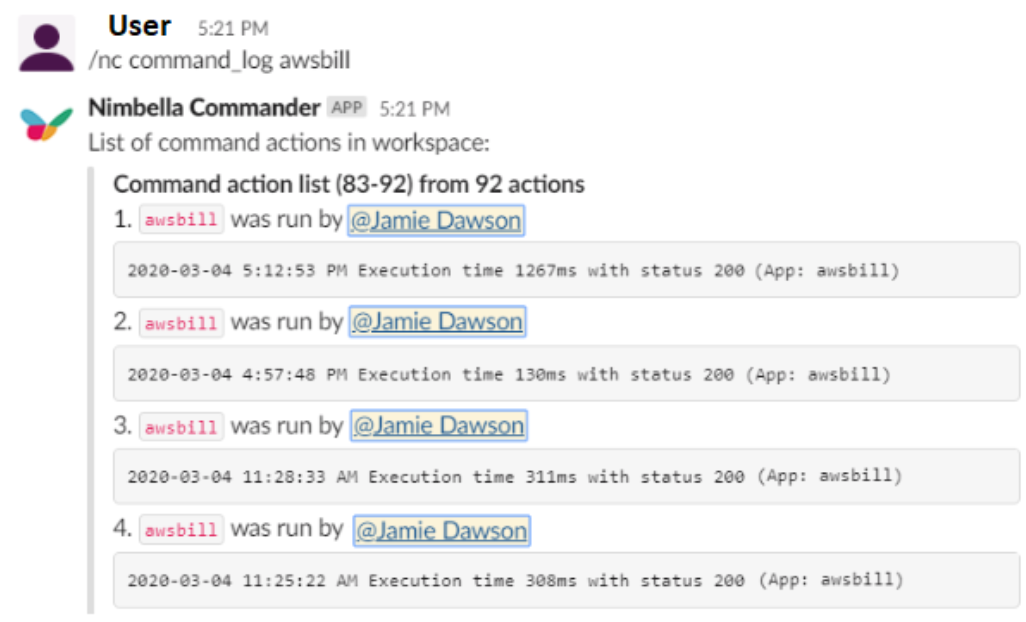 User 5:21 PM
/nc command_log awsbill
Nimbella Commander APP 5:21 PM
List of command actions in workspace:
Command action list (83-92) from 92 actions
1. awsbill was run by @Jamie Dawson
2020-03-04 5:12:53 PM Execution time 1267ms with status 200 (App: awsbill)
2. awsbill was run by @Jamie Dawson
2020-03-04 4:57:48 PM Execution time 130ms with status 200 (App: awsbill)
3. awsbill was run by @Jamie Dawson
2020-03-04 11:28:33 AM Execution time 311ms with status 200 (App: awsbill)
4. awsbill was run by @Jamie Dawson
2020-03-04 11:25:22 AM Execution time 308ms with status 200 (App: awsbill)